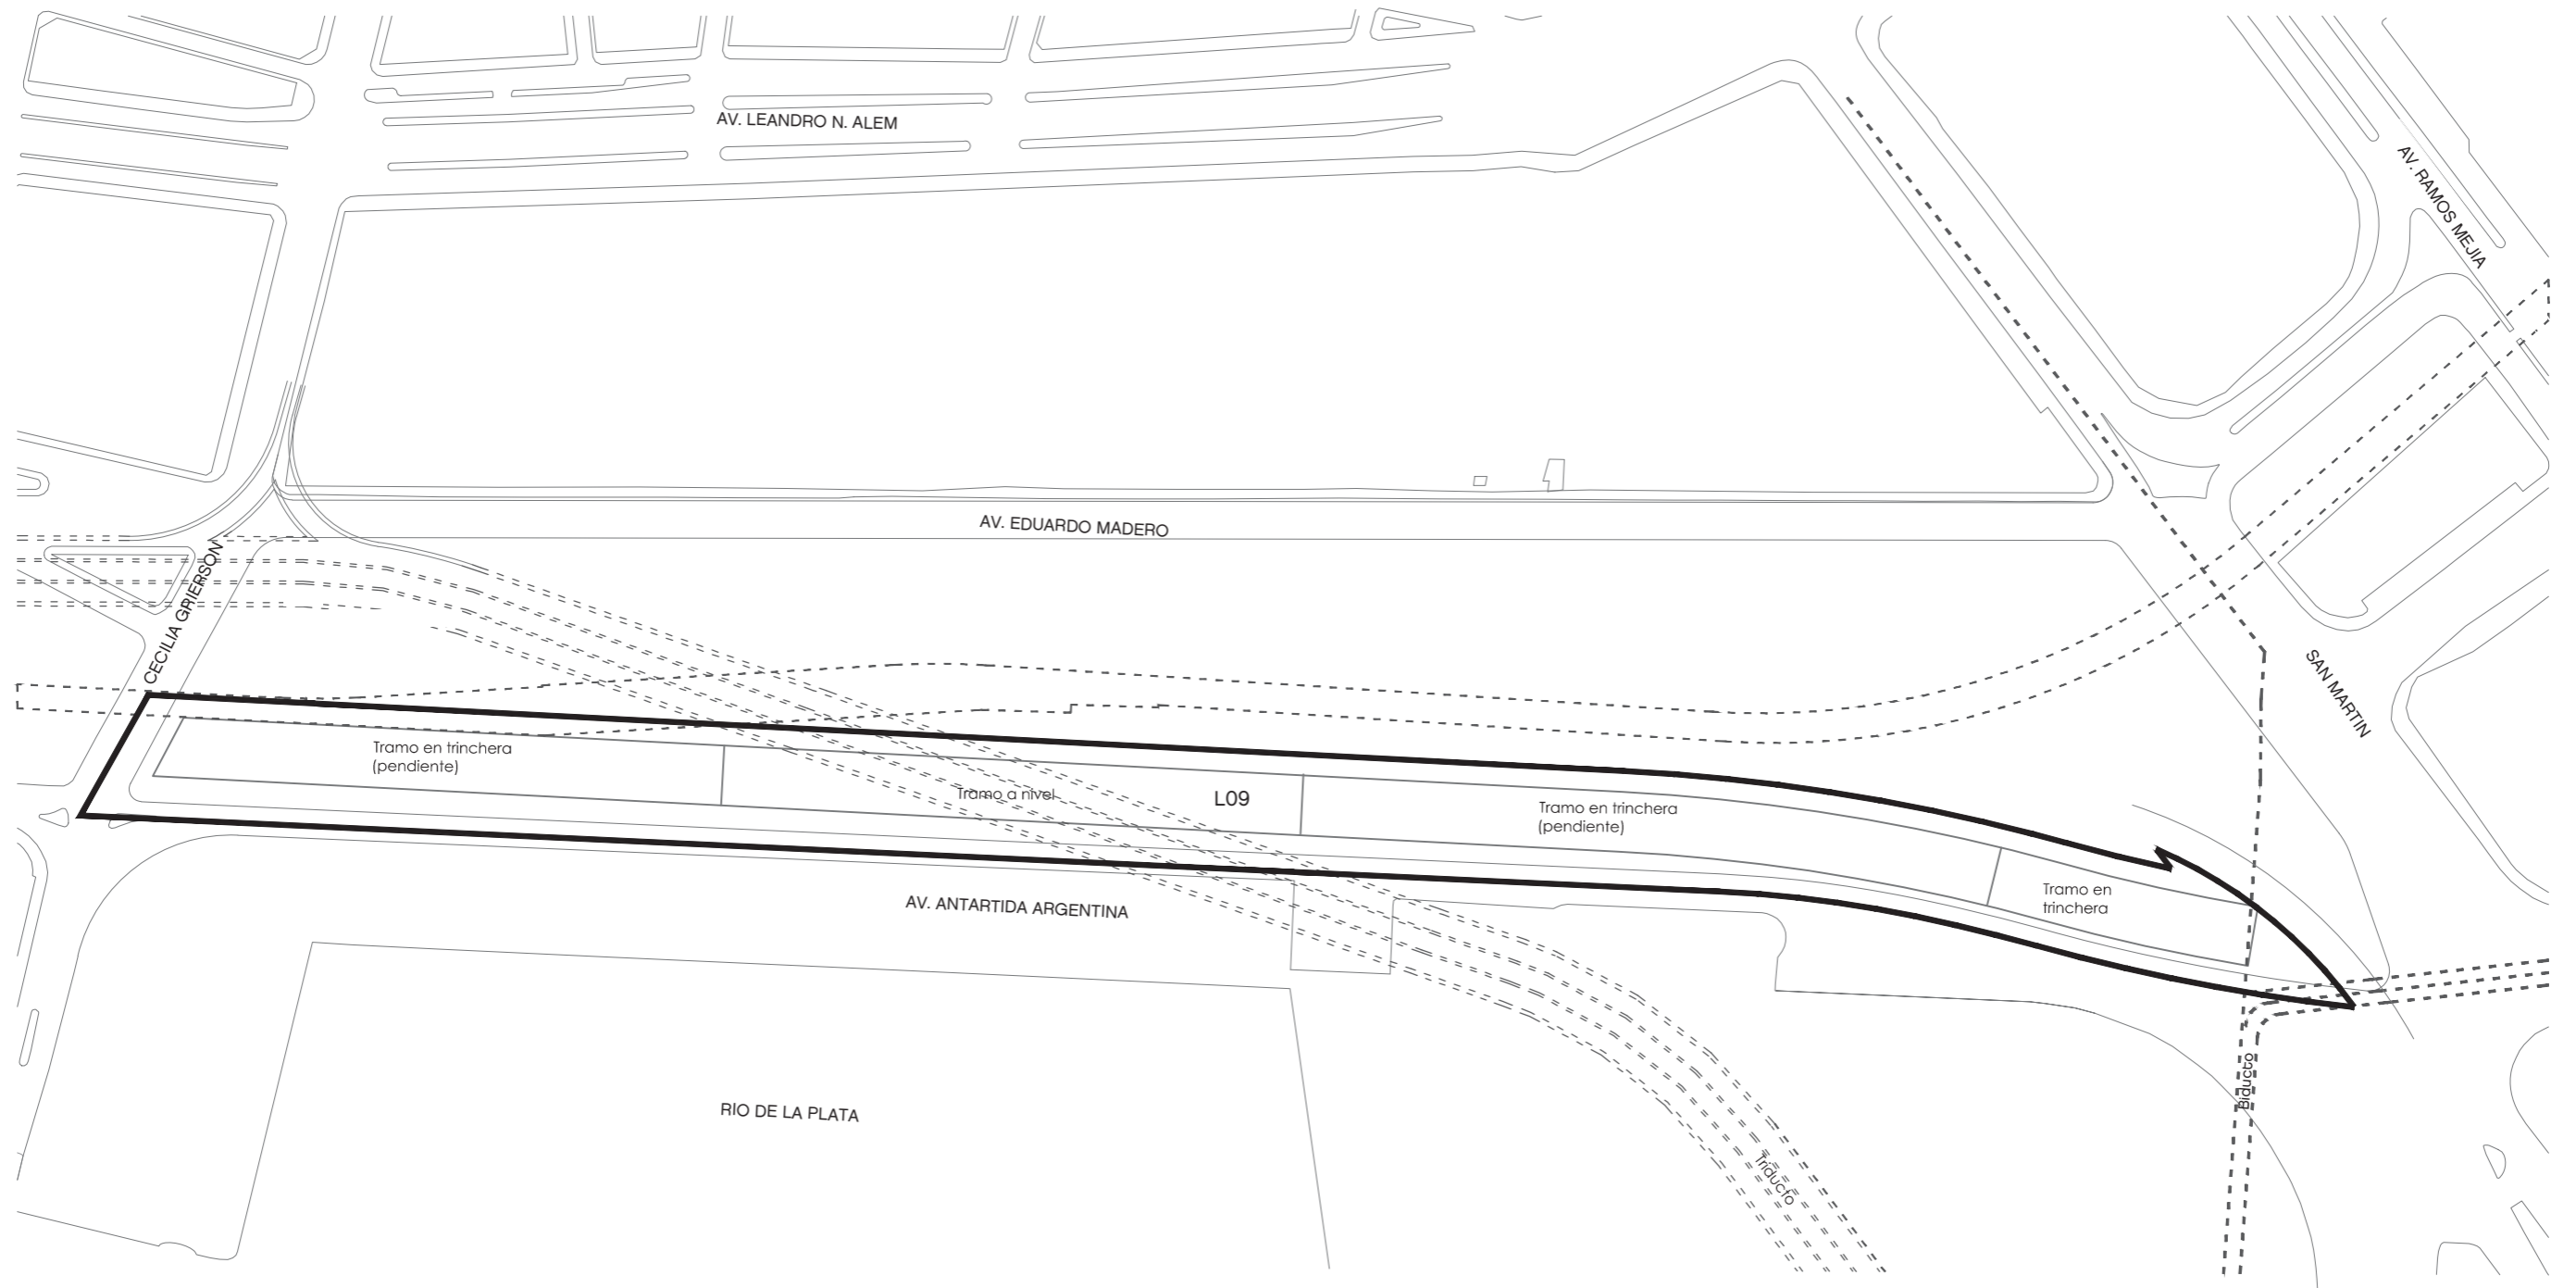 AV. LEANDRO N. ALEM
AV. RAMOS MEJIA
AV. EDUARDO MADERO
CECILIA GRIERSON
SAN MARTIN
Tramo en trinchera
(pendiente)
Tramo a nivel
L09
Tramo en trinchera
(pendiente)
Tramo en
trinchera
AV. ANTARTIDA ARGENTINA
Biducto
RIO DE LA PLATA
Triducto